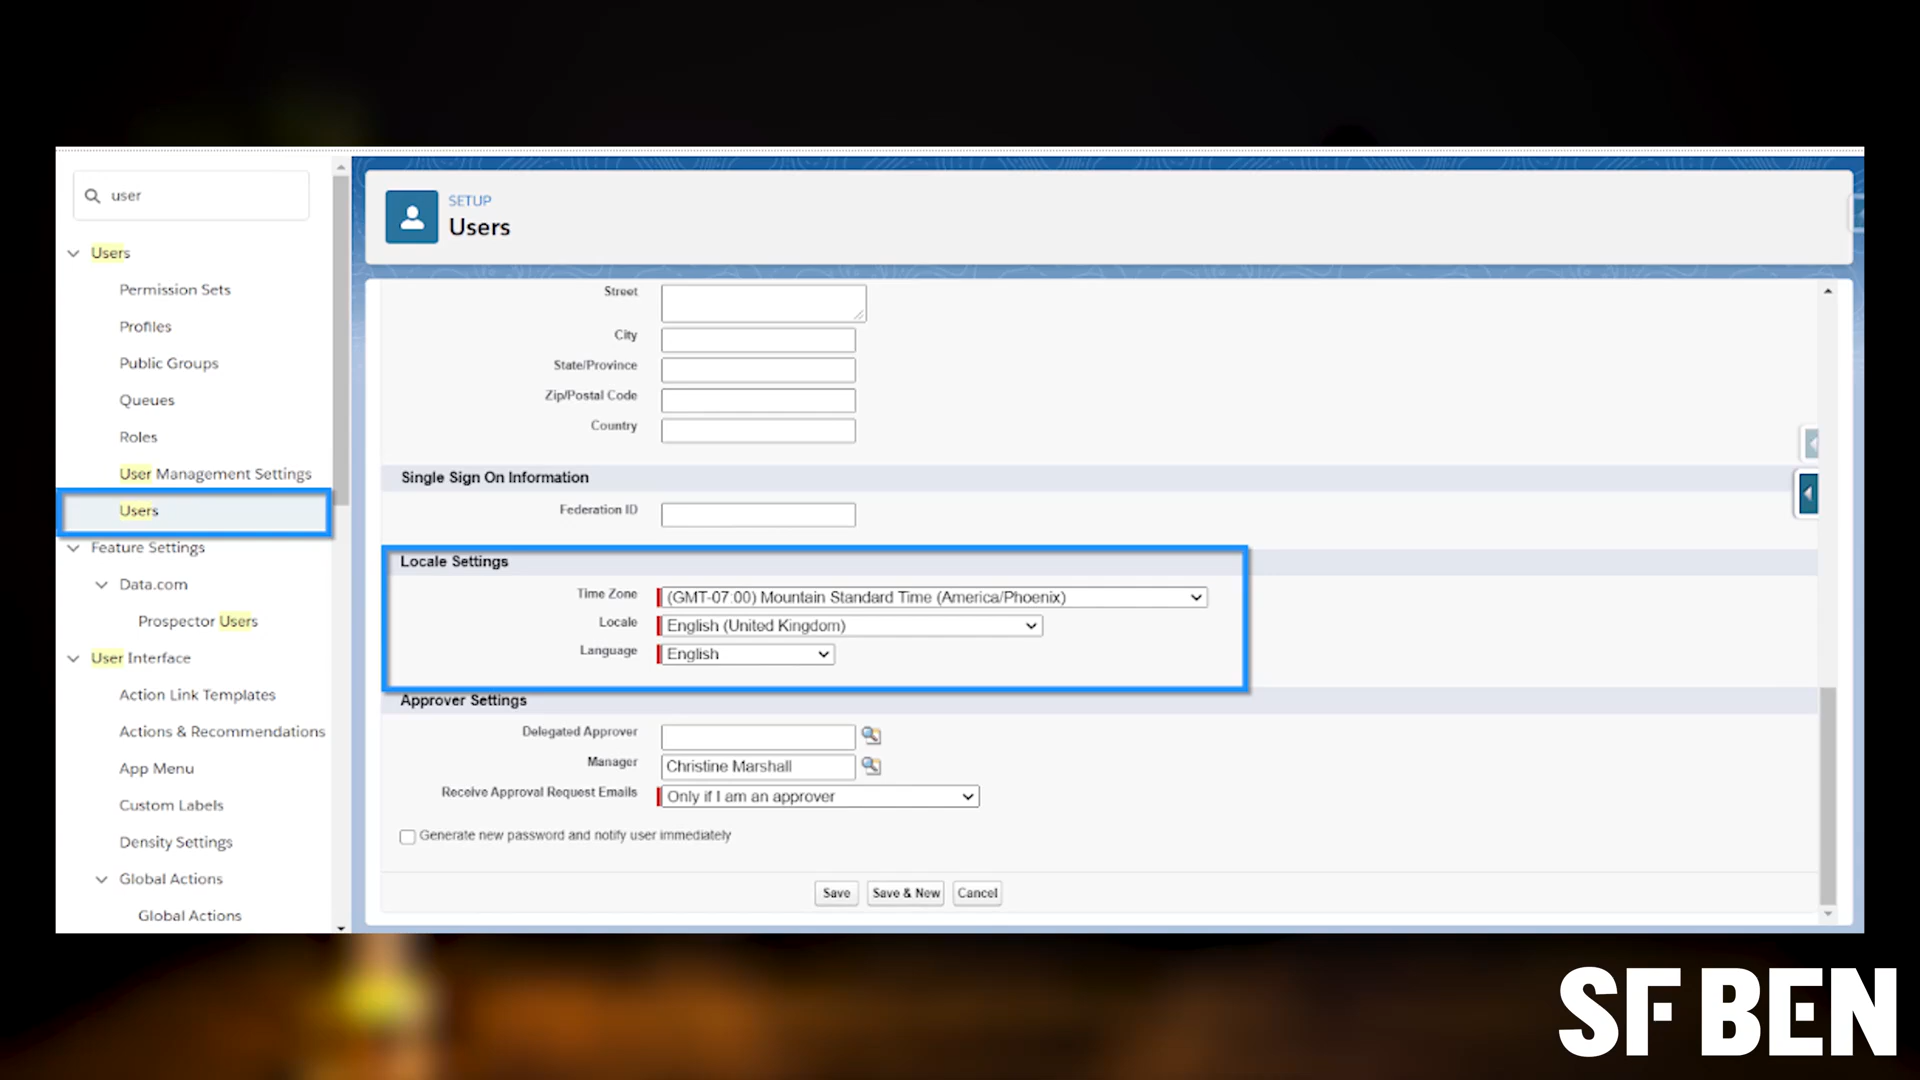 user
Users
Permission Sets
Profiles
Public Groups
Queues
Roles
User Management Settings
Users
Feature Settings
Data.com
Prospector Users
User Interface
Action Link Templates
Actions & Recommendations
App Menu
Custom Labels
Density Settings
Global Actions
Global Actions
SETUP
Users
Street
City
State/Province
Zip/Postal Code
Country
Single Sign On Information
Federation ID
Locale Settings
Time Zone (GMT-07:00) Mountain Standard Time (America/Phoenix)
Locale English (United Kingdom)
Language English
Approver Settings
Delegated Approver
Manager Christine Marshall
Receive Approval Request Emails Only if I am an approver
Generate new password and notify user immediately
Save Save & New Cancel
SF BEN